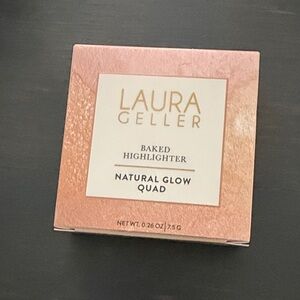 LAURA
GELLER
BAKED
HIGHLIGHTER
NATURAL GLOW
QUAD
NET WT. 0.26 OZ | 7.5 G